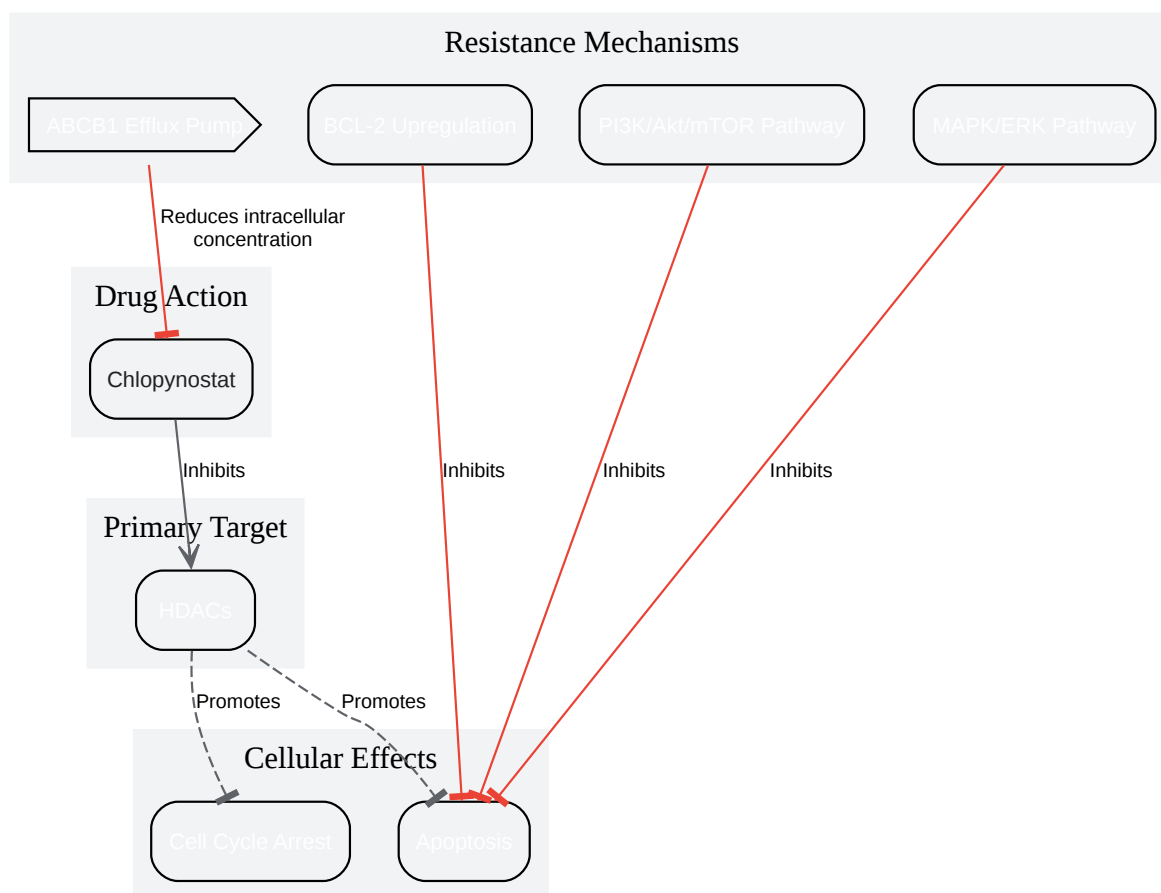 Resistance Mechanisms
ABCB1 Efflux Pump
BCL-2 Upregulation
PI3K/Akt/mTOR Pathway
MAPK/ERK Pathway
Reduces intracellular
concentration
Drug Action
Chlopynostat
Inhibits
Inhibits
Inhibits
Inhibits
Primary Target
HDACs
Promotes
Promotes
Cellular Effects
Cell Cycle Arrest
Apoptosis